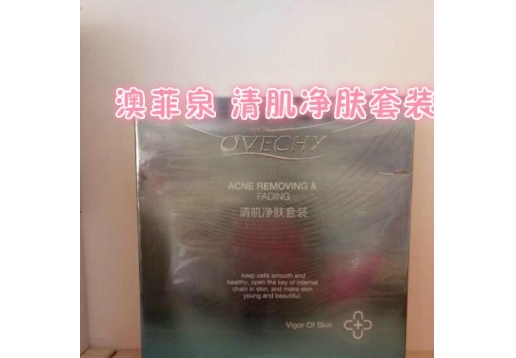 澳菲泉 清肌净肤套装
OVECHY
ACNE REMOVING &
FADING
清肌净肤套装
keep cells smooth and
healthy, open the key of internal
chain in skin, and make skin
young and beautiful.
Vigor Of Skin